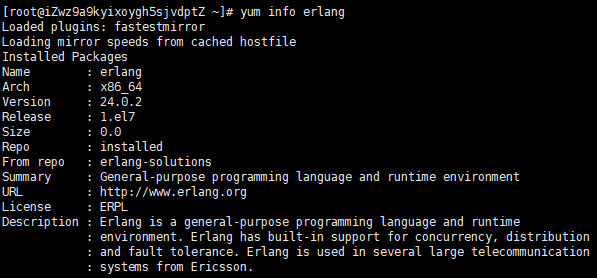 [root@iZwz9a9kyixoygh5sjvdptZ ~]# yum info erlang
Loaded plugins: fastestmirror
Loading mirror speeds from cached hostfile
Installed Packages
Name        : erlang
Arch        : x86_64
Version     : 24.0.2
Release     : 1.el7
Size        : 0.0
Repo        : installed
From repo   : erlang-solutions
Summary     : General-purpose programming language and runtime environment
URL         : http://www.erlang.org
License     : ERPL
Description : Erlang is a general-purpose programming language and runtime
            : environment. Erlang has built-in support for concurrency, distribution
            : and fault tolerance. Erlang is used in several large telecommunication
            : systems from Ericsson.